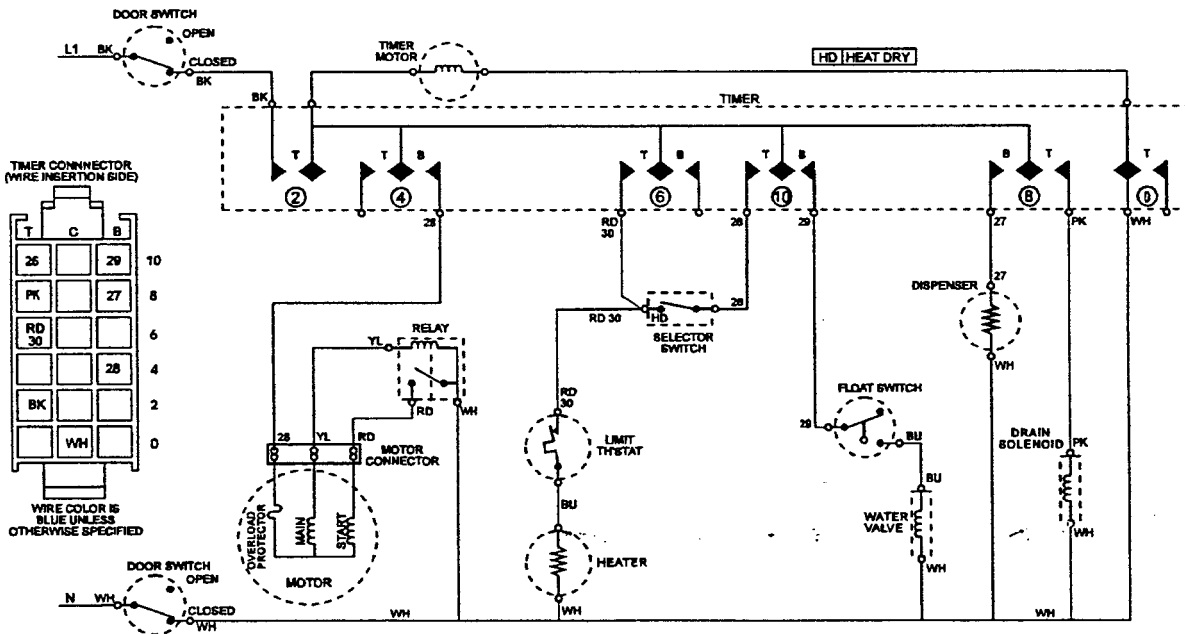 DOOR SWITCH
OPEN
L1 BK
CLOSED
BK
TIMER
MOTOR
HD HEAT DRY
BK
TIMER
T
T B
T B
T B
B T
T
2
4
6
10
8
0
28
RD
30
28
29
27
PK
WH
TIMER CONNNECTOR
(WIRE INSERTION SIDE)
T C B
26 29 10
PK 27 8
RD
30
6
28 4
BK 2
WH 0
WIRE COLOR IS
BLUE UNLESS
OTHERWISE SPECIFIED
RELAY
YL
RD
WH
RD 30
HD
28
SELECTOR
SWITCH
27
DISPENSER
WH
FLOAT SWITCH
29
BU
28 YL RD
MOTOR
CONNECTOR
RD
30
LIMIT
TH'STAT
BU
DRAIN
SOLENOID
PK
WH
BU
WATER
VALVE
WH
OVERLOAD
PROTECTOR
MAIN
START
MOTOR
HEATER
WH
DOOR SWITCH
OPEN
N WH
CLOSED
WH
WH
WH